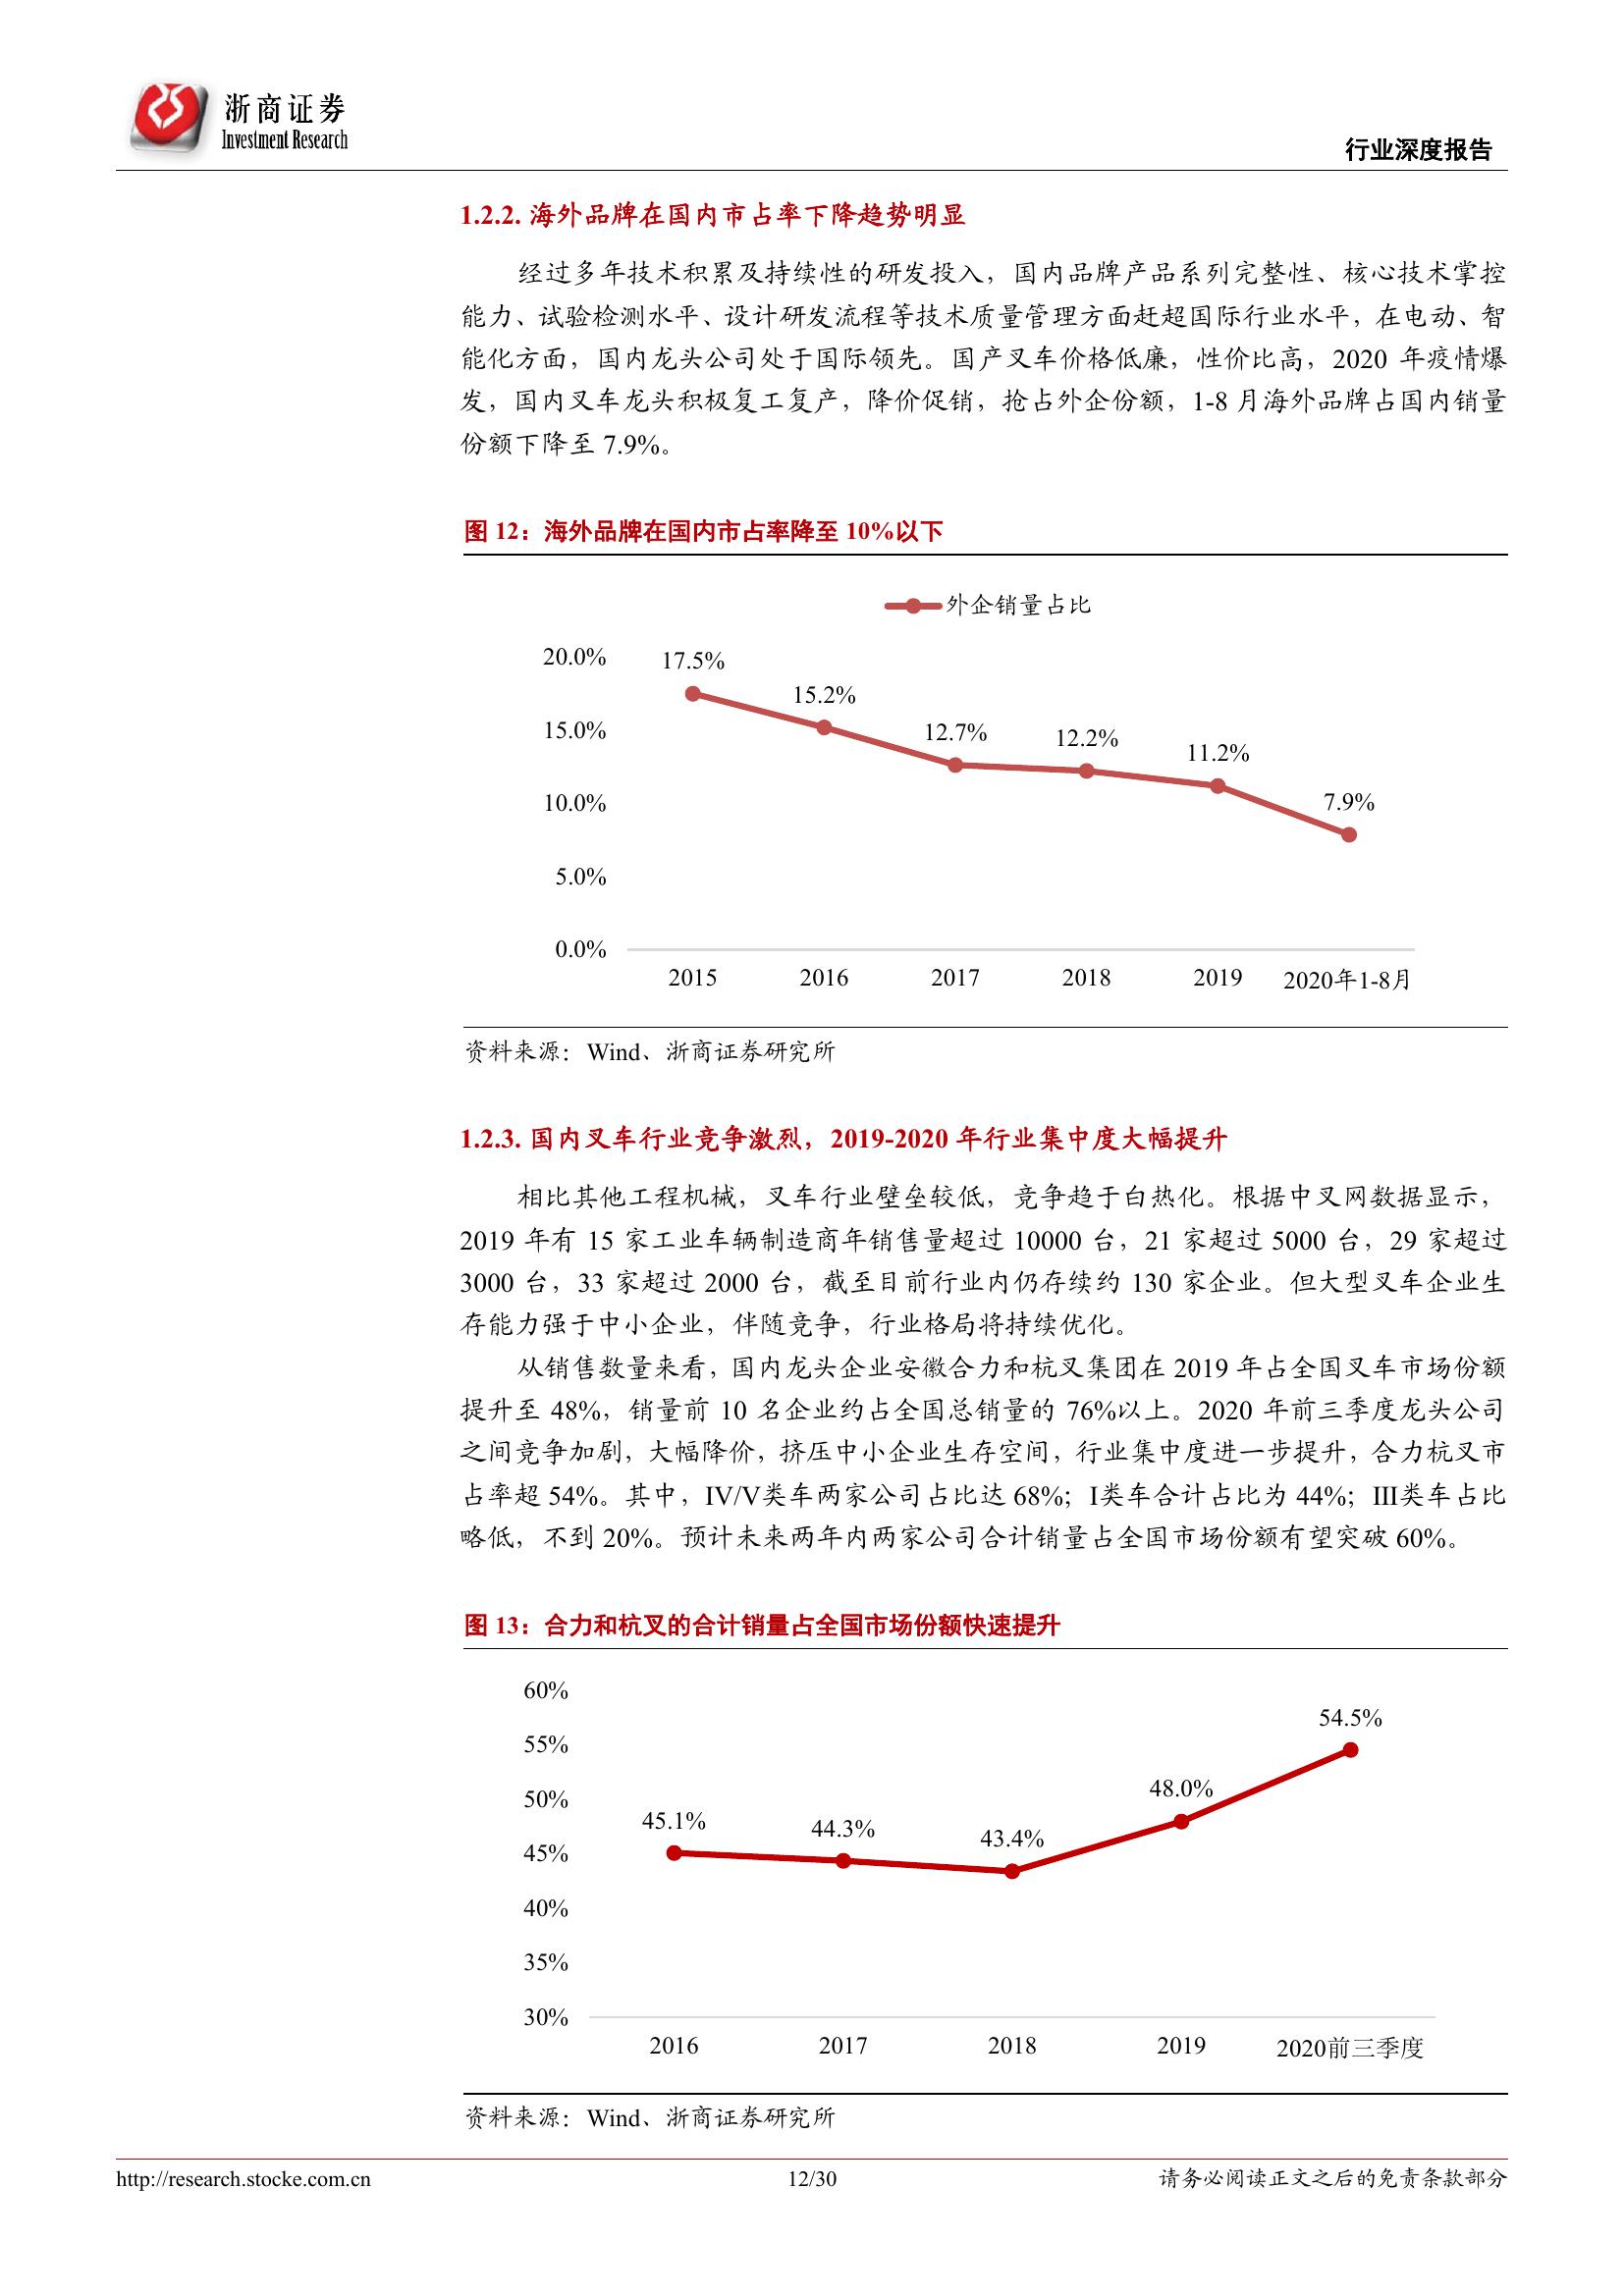 浙商证券
Investment Research
行业深度报告
1.2.2. 海外品牌在国内市占率下降趋势明显
经过多年技术积累及持续性的研发投入，国内品牌产品系列完整性、核心技术掌控
能力、试验检测水平、设计研发流程等技术质量管理方面赶超国际行业水平，在电动、智
能化方面，国内龙头公司处于国际领先。国产叉车价格低廉，性价比高，2020 年疫情爆
发，国内叉车龙头积极复工复产，降价促销，抢占外企份额，1-8 月海外品牌占国内销量
份额下降至 7.9%。
图 12：海外品牌在国内市占率降至 10%以下
外企销量占比
20.0%
15.0%
10.0%
5.0%
0.0%
17.5%
15.2%
12.7%
12.2%
11.2%
7.9%
2015
2016
2017
2018
2019
2020年1-8月
资料来源：Wind、浙商证券研究所
1.2.3. 国内叉车行业竞争激烈，2019-2020 年行业集中度大幅提升
相比其他工程机械，叉车行业壁垒较低，竞争趋于白热化。根据中叉网数据显示，
2019 年有 15 家工业车辆制造商年销售量超过 10000 台，21 家超过 5000 台，29 家超过
3000 台，33 家超过 2000 台，截至目前行业内仍存续约 130 家企业。但大型叉车企业生
存能力强于中小企业，伴随竞争，行业格局将持续优化。
从销售数量来看，国内龙头企业安徽合力和杭叉集团在 2019 年占全国叉车市场份额
提升至 48%，销量前 10 名企业约占全国总销量的 76%以上。2020 年前三季度龙头公司
之间竞争加剧，大幅降价，挤压中小企业生存空间，行业集中度进一步提升，合力杭叉市
占率超 54%。其中，IV/V类车两家公司占比达 68%；I类车合计占比为 44%；III类车占比
略低，不到 20%。预计未来两年内两家公司合计销量占全国市场份额有望突破 60%。
图 13：合力和杭叉的合计销量占全国市场份额快速提升
60%
55%
50%
45%
40%
35%
30%
45.1%
44.3%
43.4%
48.0%
54.5%
2016
2017
2018
2019
2020前三季度
资料来源：Wind、浙商证券研究所
http://research.stocke.com.cn
12/30
请务必阅读正文之后的免责条款部分